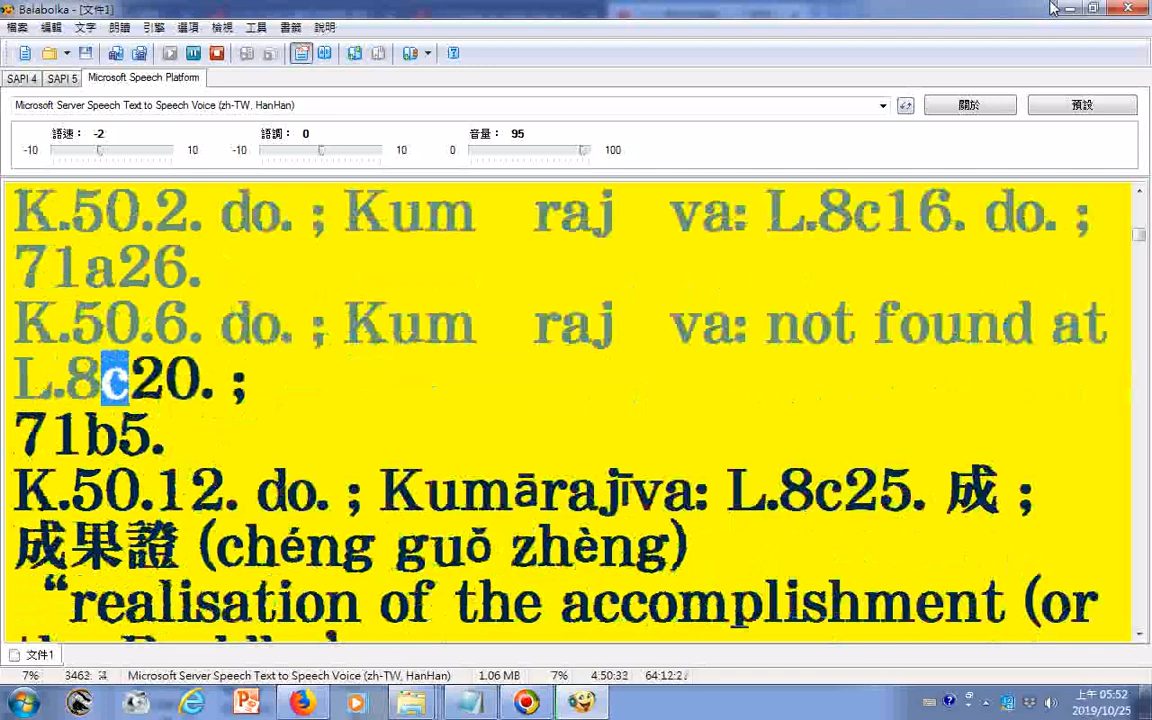 Balabolka - [文件1]
檔案 編輯 文字 朗讀 引擎 選項 檢視 工具 書籤 說明
SAPI 4 SAPI 5 Microsoft Speech Platform
Microsoft Server Speech Text to Speech Voice (zh-TW, HanHan)
關於 預設
語速： -2 語調： 0 音量： 95
-10 10 -10 10 0 100
K.50.2. do. ; Kum raj va: L.8c16. do. ;
71a26.
K.50.6. do. ; Kum raj va: not found at
L.8c20. ;
71b5.
K.50.12. do. ; Kumārajīva: L.8c25. 成 ;
成果證 (chéng guǒ zhèng)
“realisation of the accomplishment (or
文件1
7% Microsoft Server Speech Text to Speech Voice (zh-TW, HanHan) 1.06 MB 7% 4:50:32
上午 05:52
2019/10/25